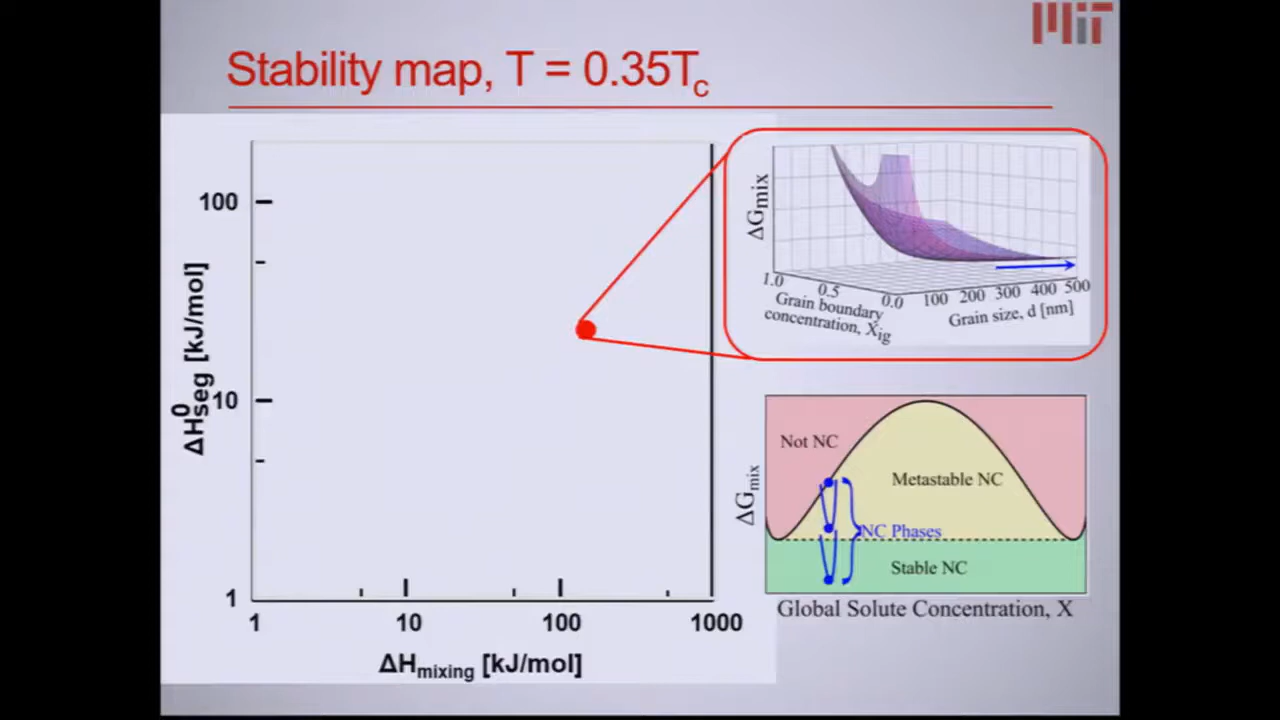 MIT
Stability map, T = 0.35Tc
100
10
1
ΔH⁰seg [kJ/mol]
1 10 100 1000
ΔHmixing [kJ/mol]
ΔGmix
1.0 0.5 0.0
Grain boundary
concentration, Xig
100 200 300 400 500
Grain size, d [nm]
ΔGmix
Not NC
Metastable NC
NC Phases
Stable NC
Global Solute Concentration, X